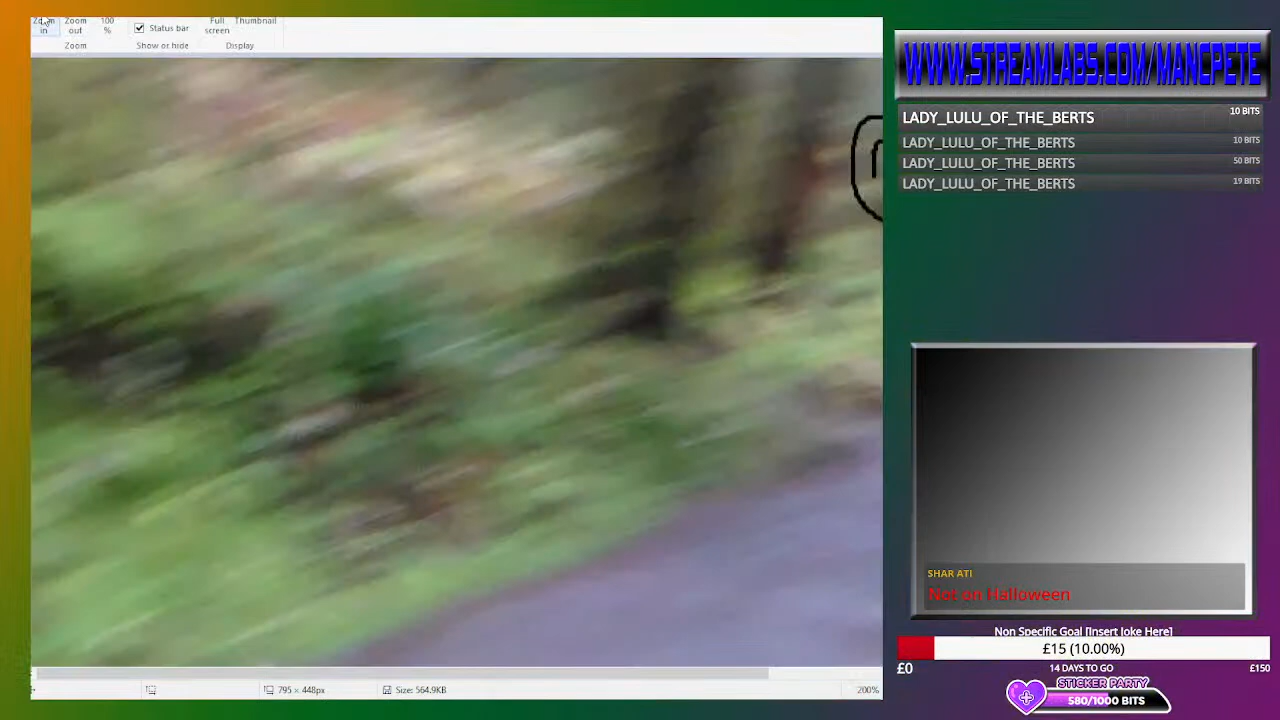 Zoom in
Zoom out
100 %
Status bar
Full screen
Thumbnail
Zoom
Show or hide
Display
WWW.STREAMLABS.COM/MANCPETE
LADY_LULU_OF_THE_BERTS 10 BITS
LADY_LULU_OF_THE_BERTS 10 BITS
LADY_LULU_OF_THE_BERTS 50 BITS
LADY_LULU_OF_THE_BERTS 19 BITS
SHAR ATI
Not on Halloween
Non Specific Goal [Insert Joke Here]
£15 (10.00%)
£0 14 DAYS TO GO £150
STICKER PARTY
580/1000 BITS
795 × 448px
Size: 564.9KB
200%